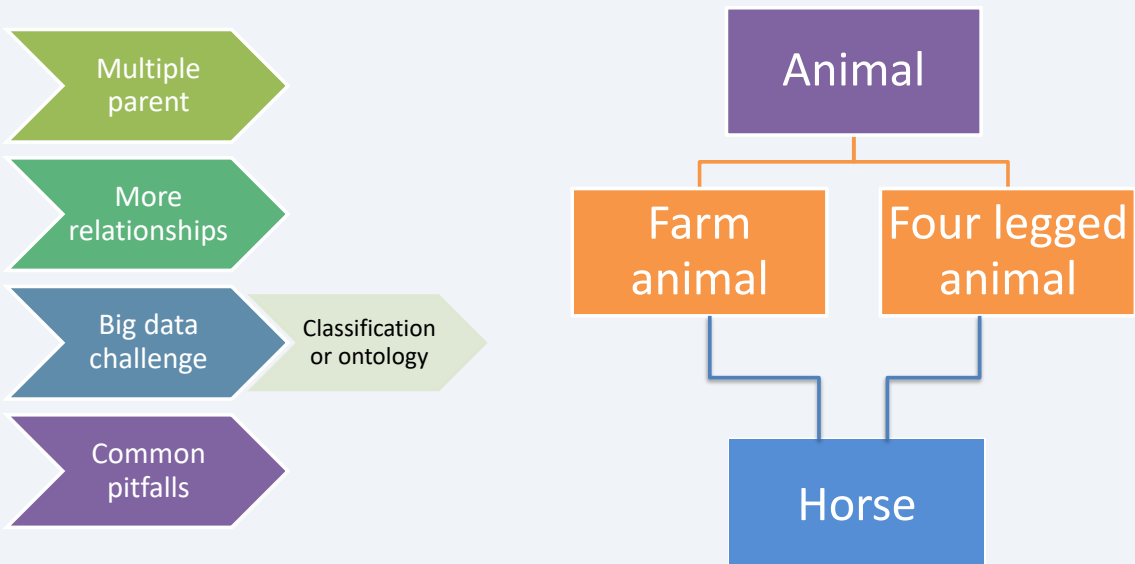 Multiple
parent
More
relationships
Big data
challenge
Classification
or ontology
Common
pitfalls
Animal
Farm
animal
Four legged
animal
Horse